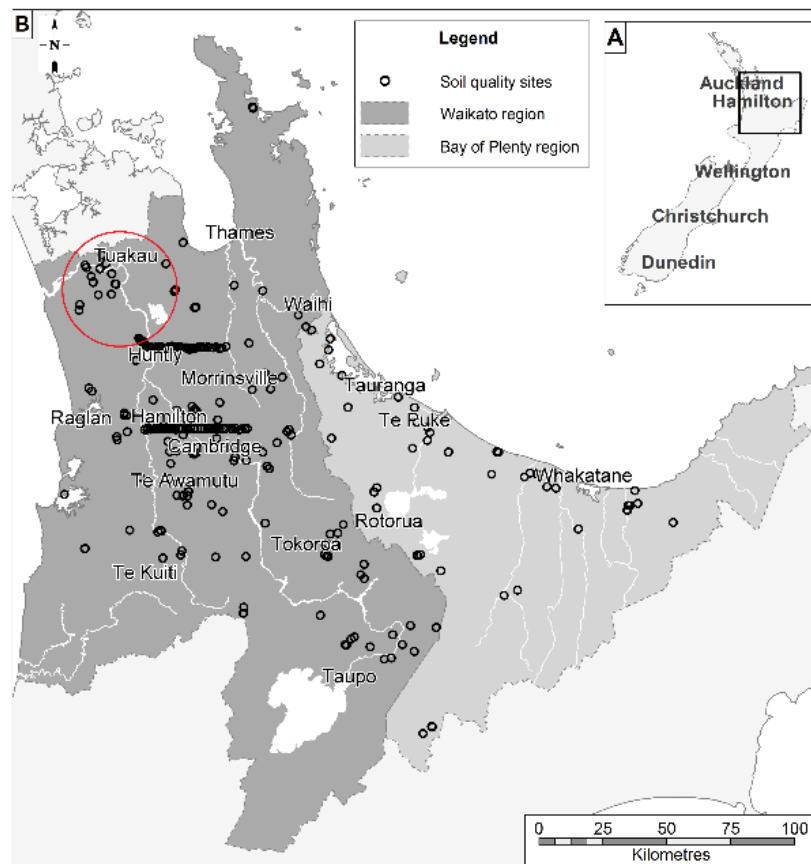 B
N
Legend
Soil quality sites
Waikato region
Bay of Plenty region
A
Auckland
Hamilton
Wellington
Christchurch
Dunedin
Thames
Tuakau
Waihi
Huntly
Morrinsville
Tauranga
Raglan
Hamilton
Te Puke
Cambridge
Te Awamutu
Whakatane
Rotorua
Tokoroa
Te Kuiti
Taupo
0 25 50 75 100
Kilometres